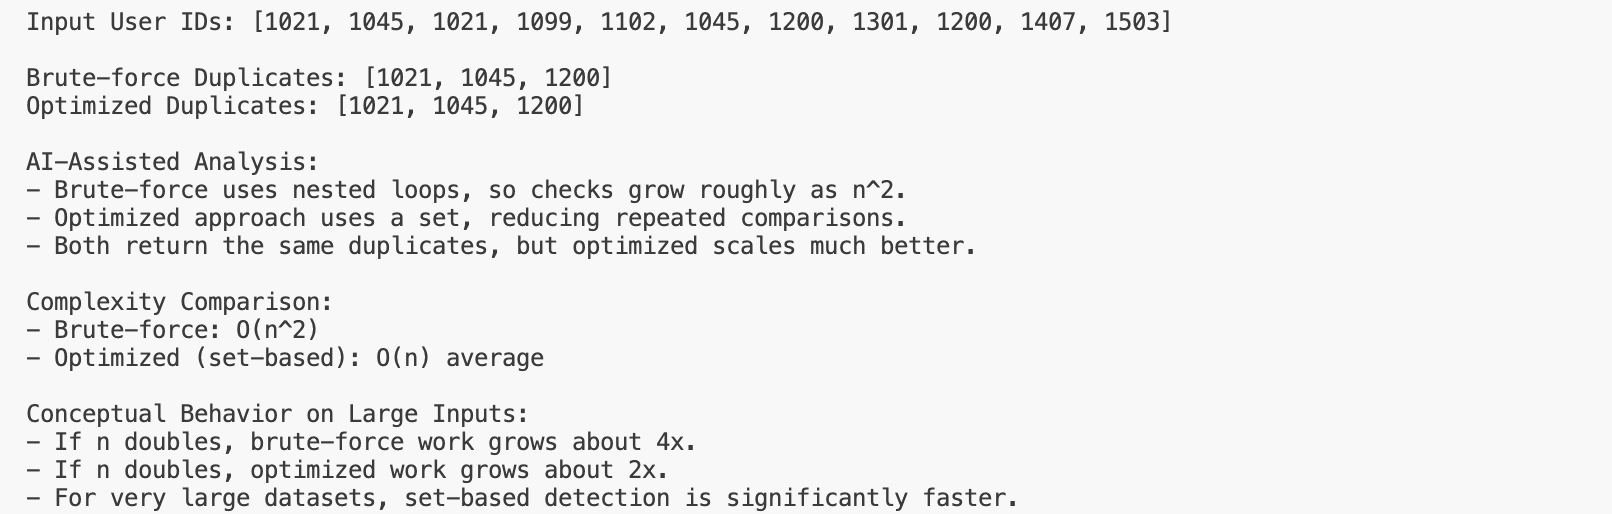 Input User IDs: [1021, 1045, 1021, 1099, 1102, 1045, 1200, 1301, 1200, 1407, 1503]
Brute-force Duplicates: [1021, 1045, 1200]
Optimized Duplicates: [1021, 1045, 1200]
AI-Assisted Analysis:
- Brute-force uses nested loops, so checks grow roughly as n^2.
- Optimized approach uses a set, reducing repeated comparisons.
- Both return the same duplicates, but optimized scales much better.
Complexity Comparison:
- Brute-force: O(n^2)
- Optimized (set-based): O(n) average
Conceptual Behavior on Large Inputs:
- If n doubles, brute-force work grows about 4x.
- If n doubles, optimized work grows about 2x.
- For very large datasets, set-based detection is significantly faster.